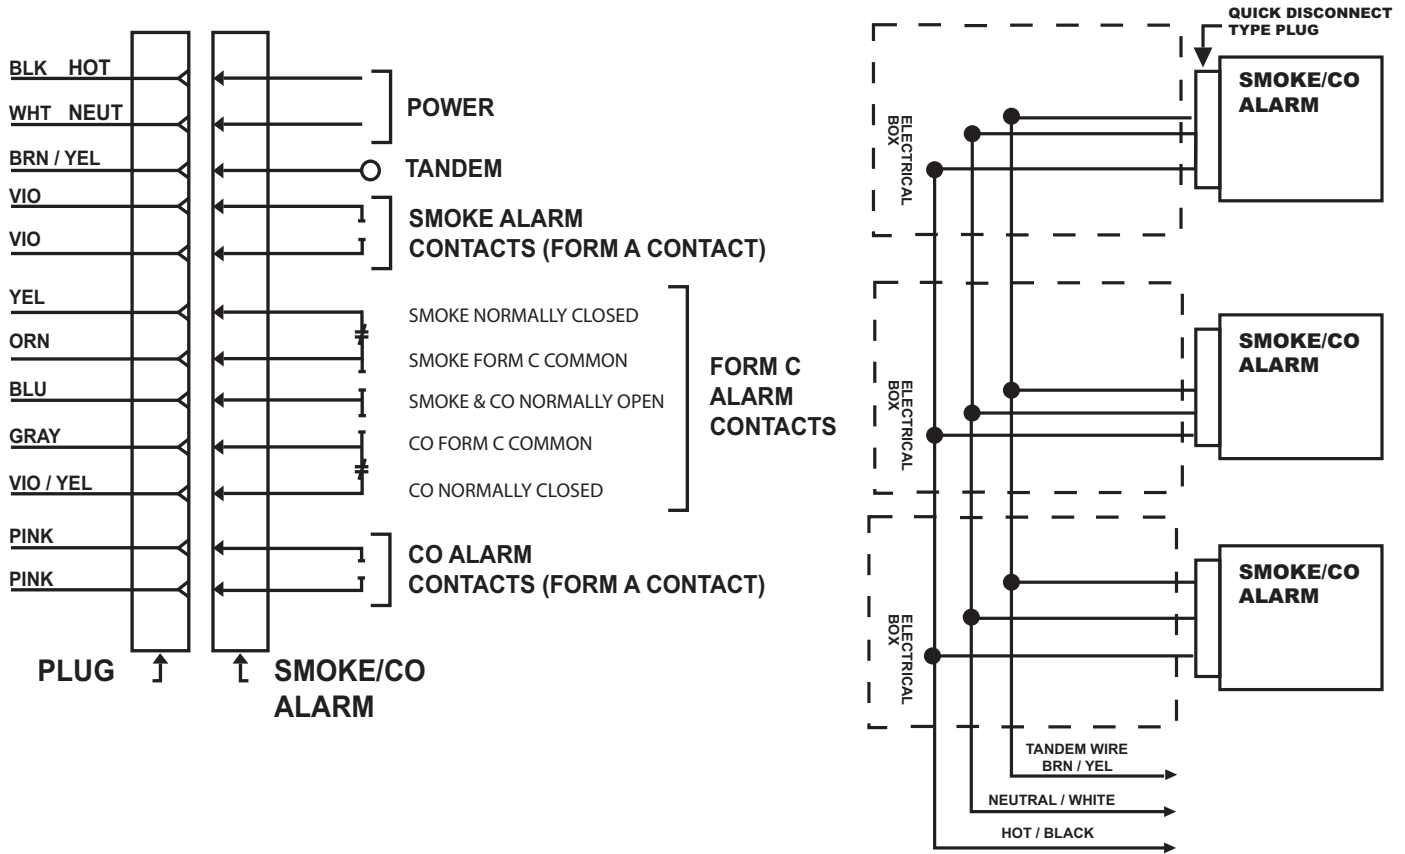 BLK HOT
WHT NEUT
BRN / YEL
VIO
VIO
YEL
ORN
BLU
GRAY
VIO / YEL
PINK
PINK
PLUG
SMOKE/CO
ALARM
POWER
TANDEM
SMOKE ALARM
CONTACTS (FORM A CONTACT)
SMOKE NORMALLY CLOSED
SMOKE FORM C COMMON
SMOKE & CO NORMALLY OPEN
CO FORM C COMMON
CO NORMALLY CLOSED
FORM C
ALARM
CONTACTS
CO ALARM
CONTACTS (FORM A CONTACT)
QUICK DISCONNECT
TYPE PLUG
ELECTRICAL
BOX
SMOKE/CO
ALARM
ELECTRICAL
BOX
SMOKE/CO
ALARM
ELECTRICAL
BOX
SMOKE/CO
ALARM
TANDEM WIRE
BRN / YEL
NEUTRAL / WHITE
HOT / BLACK